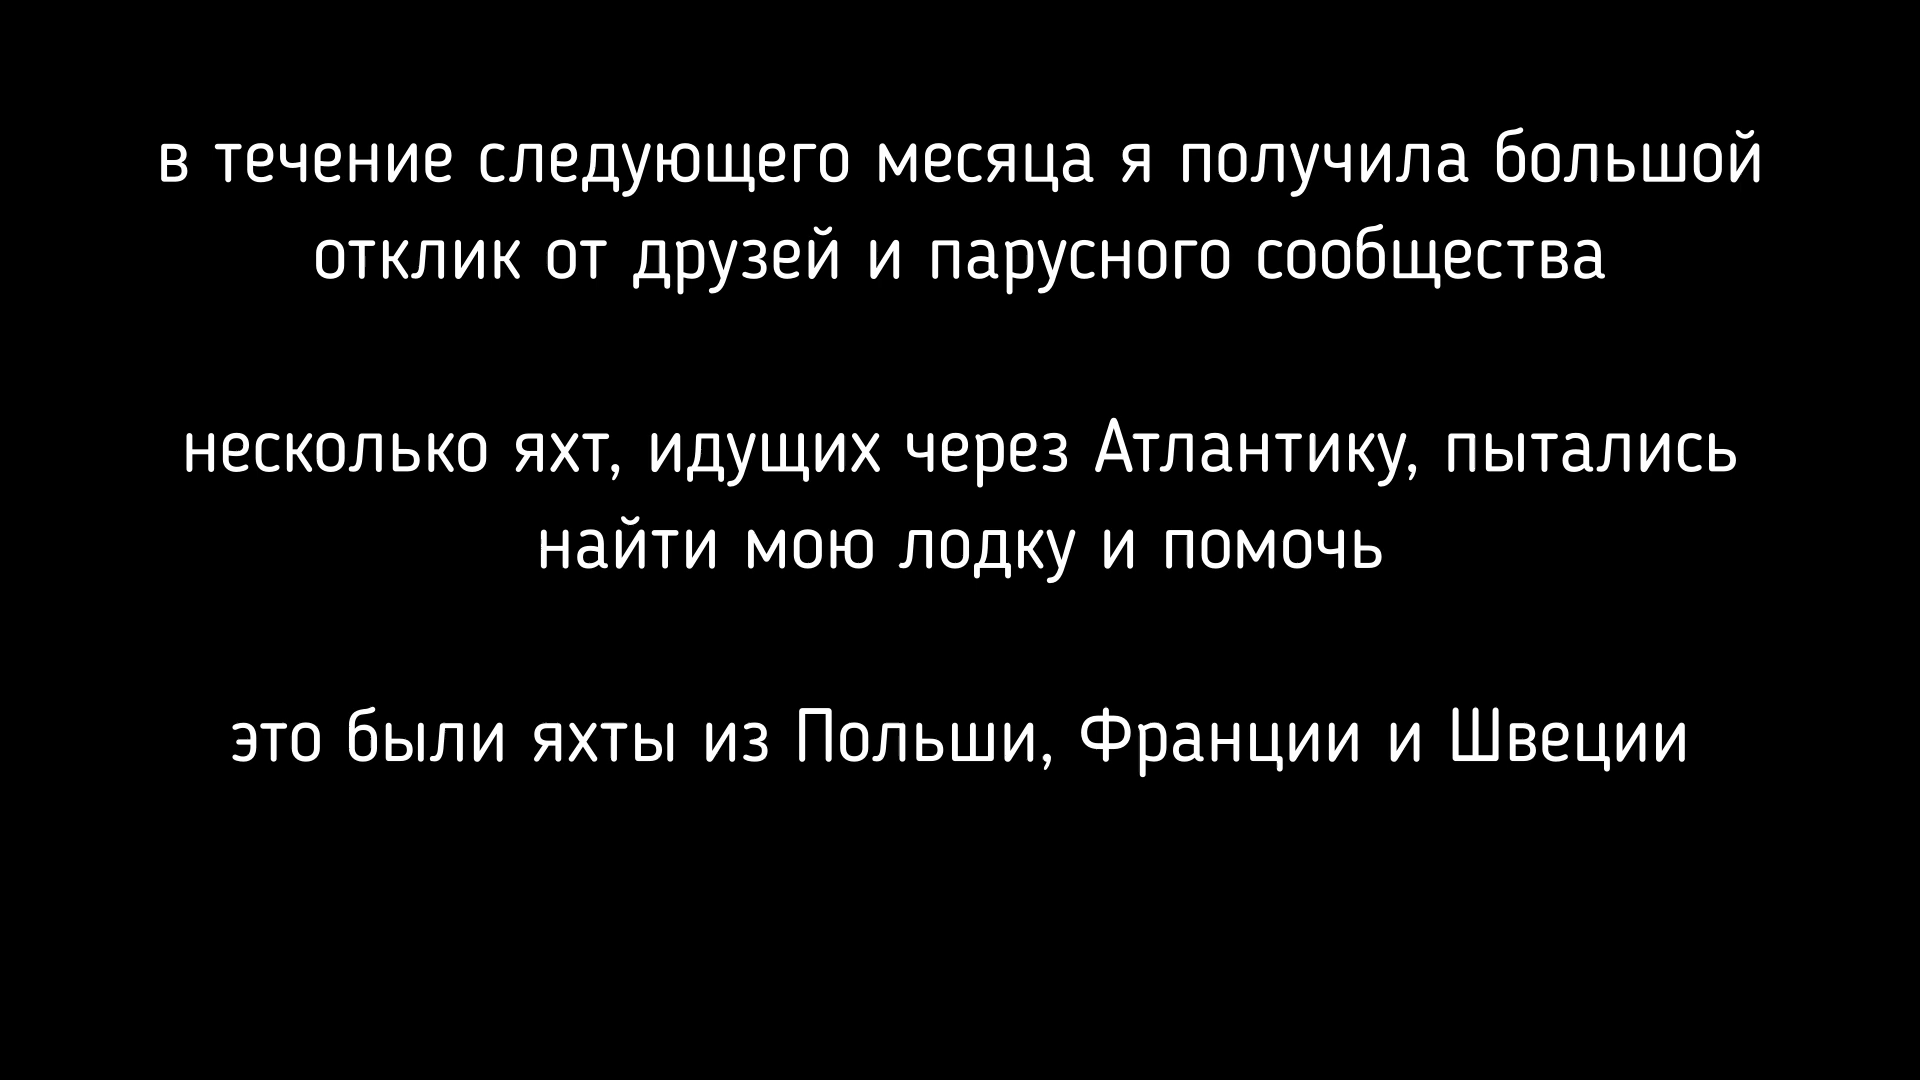 в течение следующего месяца я получила большой
отклик от друзей и парусного сообщества
несколько яхт, идущих через Атлантику, пытались
найти мою лодку и помочь
это были яхты из Польши, Франции и Швеции